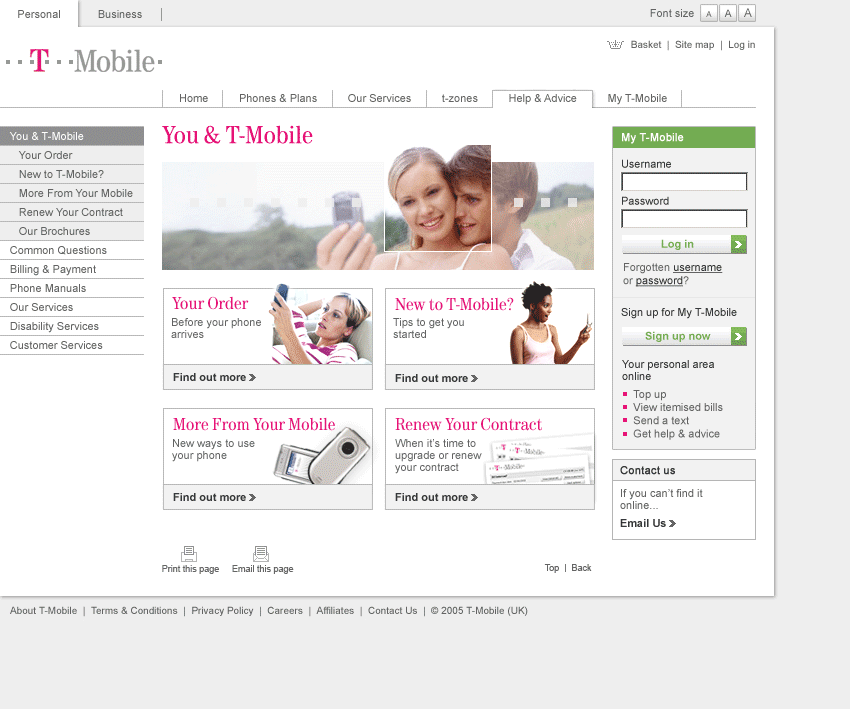 Personal
Business
Font size A A A
Basket | Site map | Log in
T Mobile
Home
Phones & Plans
Our Services
t-zones
Help & Advice
My T-Mobile
You & T-Mobile
Your Order
New to T-Mobile?
More From Your Mobile
Renew Your Contract
Our Brochures
Common Questions
Billing & Payment
Phone Manuals
Our Services
Disability Services
Customer Services
You & T-Mobile
Your Order
Before your phone
arrives
Find out more
New to T-Mobile?
Tips to get you
started
Find out more
More From Your Mobile
New ways to use
your phone
Find out more
Renew Your Contract
When it's time to
upgrade or renew
your contract
T-Mobile
T-Mobile
Find out more
My T-Mobile
Username
Password
Log in
Forgotten username
or password?
Sign up for My T-Mobile
Sign up now
Your personal area
online
Top up
View itemised bills
Send a text
Get help & advice
Contact us
If you can't find it
online...
Email Us
Print this page
Email this page
Top | Back
About T-Mobile | Terms & Conditions | Privacy Policy | Careers | Affiliates | Contact Us | © 2005 T-Mobile (UK)